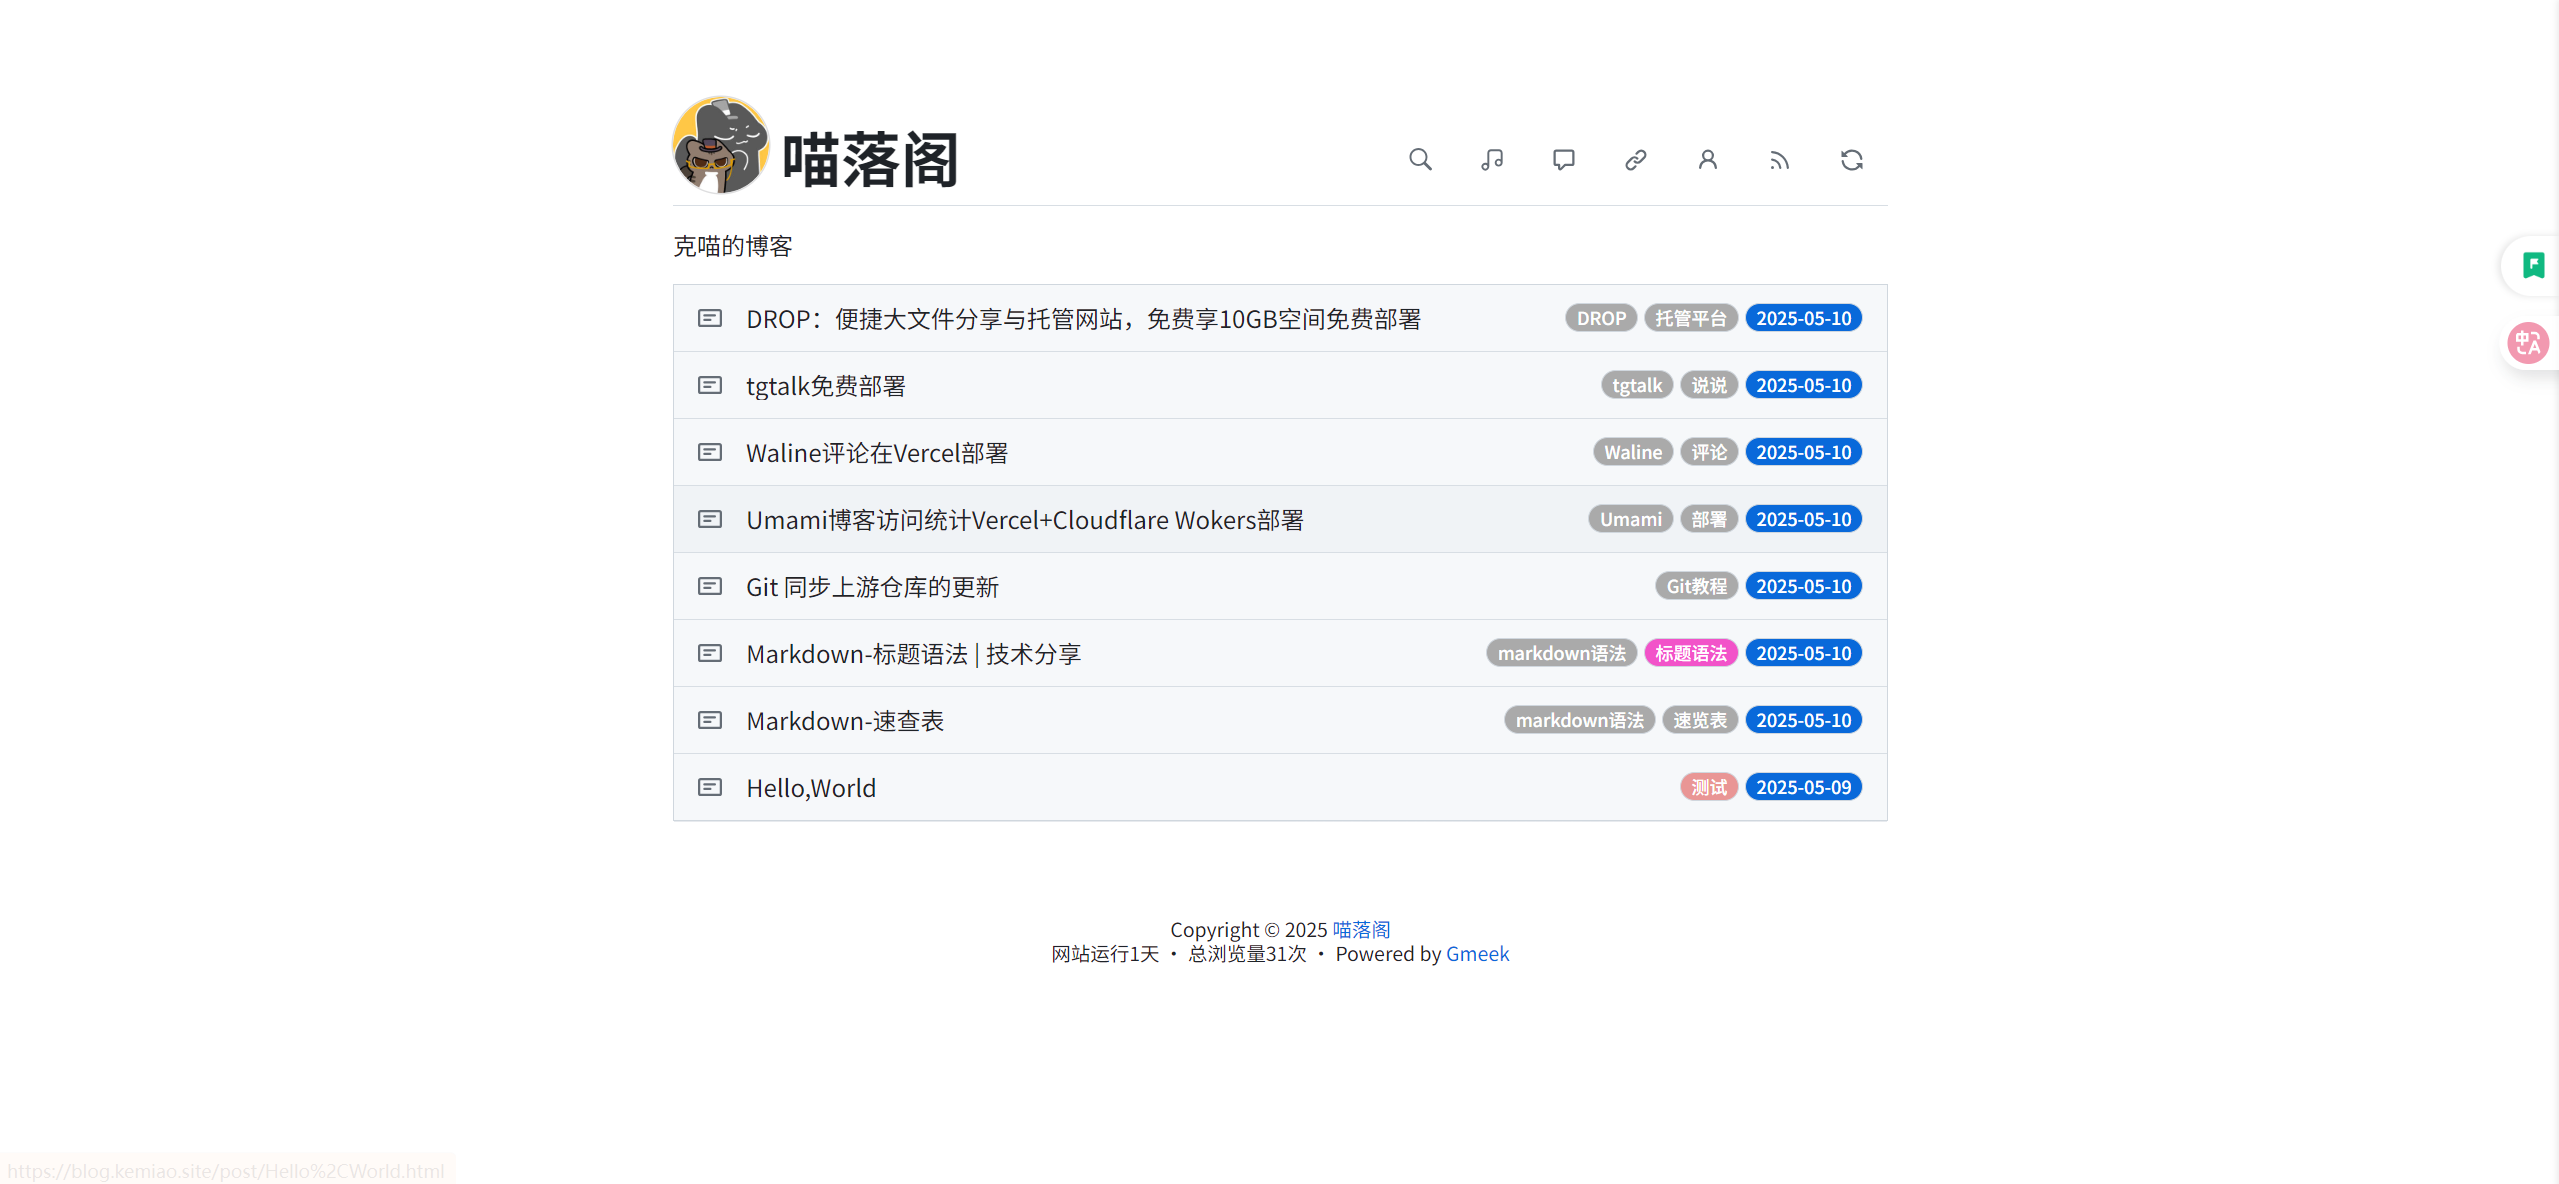 喵落阁
克喵的博客
DROP：便捷大文件分享与托管网站，免费享10GB空间免费部署 DROP 托管平台 2025-05-10
tgtalk免费部署 tgtalk 说说 2025-05-10
Waline评论在Vercel部署 Waline 评论 2025-05-10
Umami博客访问统计Vercel+Cloudflare Wokers部署 Umami 部署 2025-05-10
Git 同步上游仓库的更新 Git教程 2025-05-10
Markdown-标题语法 | 技术分享 markdown语法 标题语法 2025-05-10
Markdown-速查表 markdown语法 速览表 2025-05-10
Hello,World 测试 2025-05-09
Copyright © 2025 喵落阁
网站运行1天 • 总浏览量31次 • Powered by Gmeek
中A
https://blog.kemiao.site/post/Hello%2CWorld.html